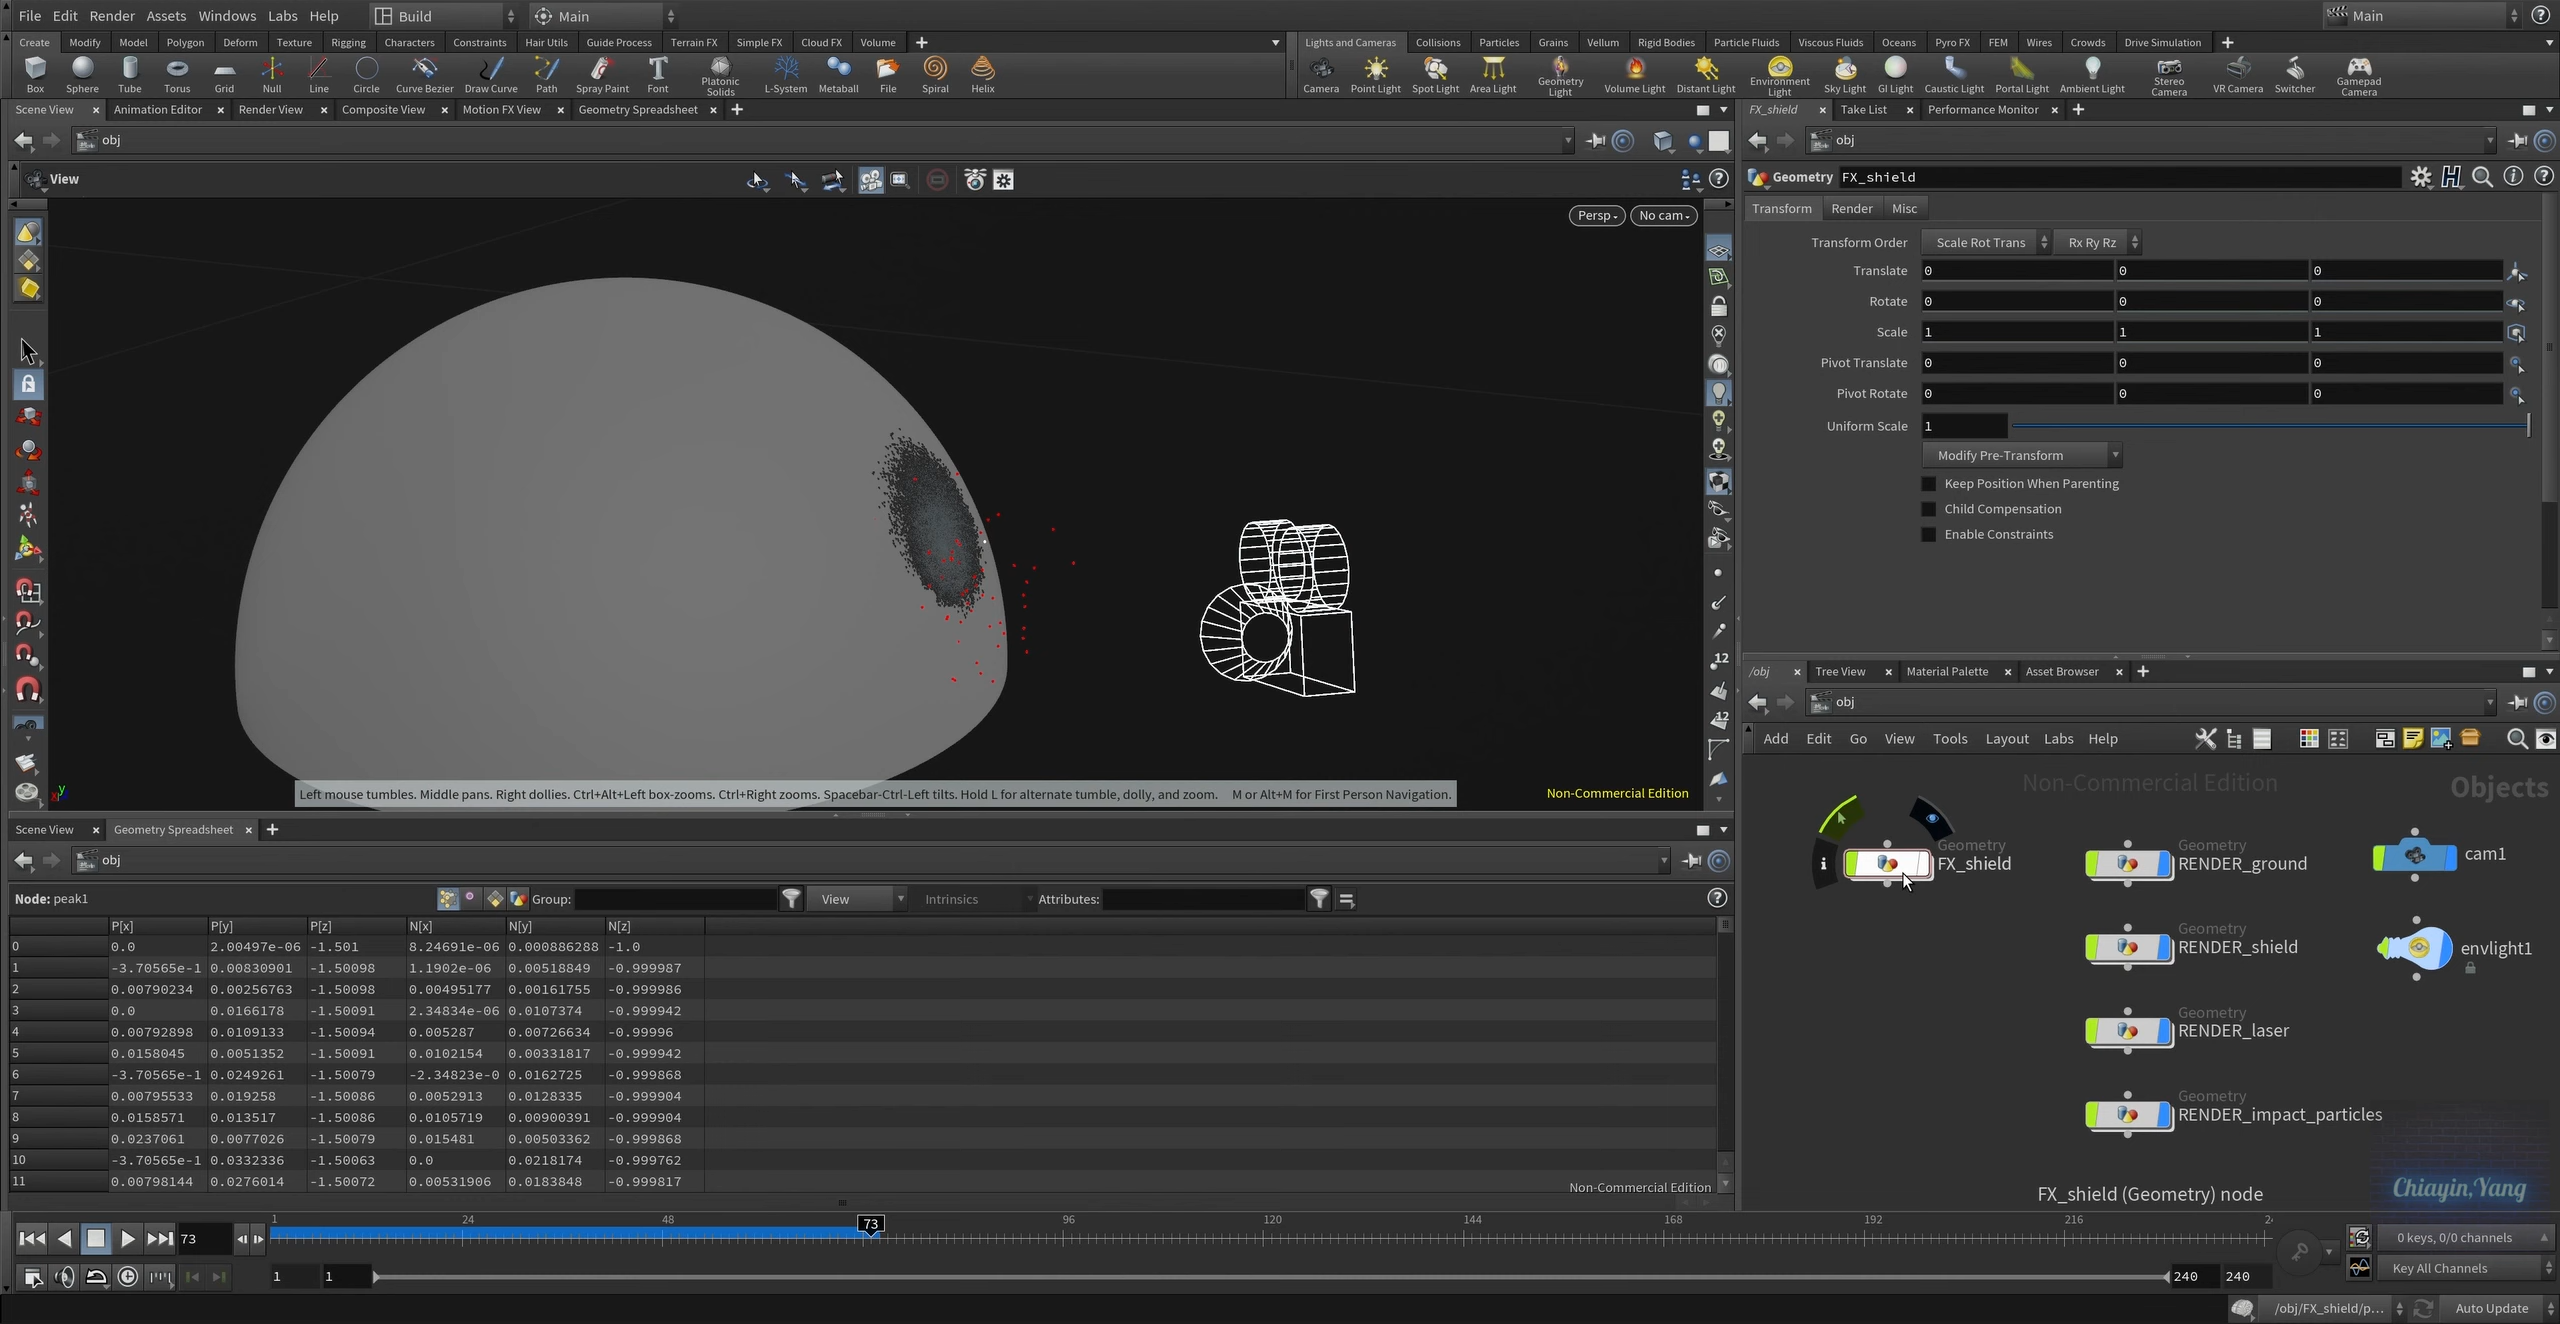 File Edit Render Assets Windows Labs Help Build Main Main
Create Modify Model Polygon Deform Texture Rigging Characters Constraints Hair Utils Guide Process Terrain FX Simple FX Cloud FX Volume
Lights and Cameras Collisions Particles Grains Vellum Rigid Bodies Particle Fluids Viscous Fluids Oceans Pyro FX FEM Wires Crowds Drive Simulation
Box Sphere Tube Torus Grid Null Line Circle Curve Bezier Draw Curve Path Spray Paint Font Platonic Solids L-System Metaball File Spiral Helix
Camera Point Light Spot Light Area Light Geometry Light Volume Light Distant Light Environment Light Sky Light GI Light Caustic Light Portal Light Ambient Light Stereo Camera VR Camera Switcher Gamepad Camera
Scene View Animation Editor Render View Composite View Motion FX View Geometry Spreadsheet
FX_shield Take List Performance Monitor
obj
obj
View
Geometry FX_shield
Transform Render Misc
Persp No cam
Transform Order Scale Rot Trans Rx Ry Rz
Translate 0 0 0
Rotate 0 0 0
Scale 1 1 1
Pivot Translate 0 0 0
Pivot Rotate 0 0 0
Uniform Scale 1
Modify Pre-Transform
Keep Position When Parenting
Child Compensation
Enable Constraints
12
12
Left mouse tumbles. Middle pans. Right dollies. Ctrl+Alt+Left box-zooms. Ctrl+Right zooms. Spacebar-Ctrl-Left tilts. Hold L for alternate tumble, dolly, and zoom. M or Alt+M for First Person Navigation.
Non-Commercial Edition
/obj Tree View Material Palette Asset Browser
obj
Add Edit Go View Tools Layout Labs Help
Non-Commercial Edition
Objects
Geometry
FX_shield
Geometry
RENDER_ground
cam1
Geometry
RENDER_shield
envlight1
Geometry
RENDER_laser
Geometry
RENDER_impact_particles
FX_shield (Geometry) node
Chiayin,Yang
Scene View Geometry Spreadsheet
obj
Node: peak1 Group: View Intrinsics Attributes:
P[x] P[y] P[z] N[x] N[y] N[z]
0 0.0 2.00497e-06 -1.501 8.24691e-06 0.000886288 -1.0
1 -3.70565e-1 0.00830901 -1.50098 1.1902e-06 0.00518849 -0.999987
2 0.00790234 0.00256763 -1.50098 0.00495177 0.00161755 -0.999986
3 0.0 0.0166178 -1.50091 2.34834e-06 0.0107374 -0.999942
4 0.00792898 0.0109133 -1.50094 0.005287 0.00726634 -0.99996
5 0.0158045 0.0051352 -1.50091 0.0102154 0.00331817 -0.999942
6 -3.70565e-1 0.0249261 -1.50079 -2.34823e-0 0.0162725 -0.999868
7 0.00795533 0.019258 -1.50086 0.0052913 0.0128335 -0.999904
8 0.0158571 0.013517 -1.50086 0.0105719 0.00900391 -0.999904
9 0.0237061 0.0077026 -1.50079 0.015481 0.00503362 -0.999868
10 -3.70565e-1 0.0332336 -1.50063 0.0 0.0218174 -0.999762
11 0.00798144 0.0276014 -1.50072 0.00531906 0.0183848 -0.999817
Non-Commercial Edition
73 1 24 48 73 96 120 144 168 192 216 2
0 keys, 0/0 channels
1 1 240 240
Key All Channels
/obj/FX_shield/p... Auto Update